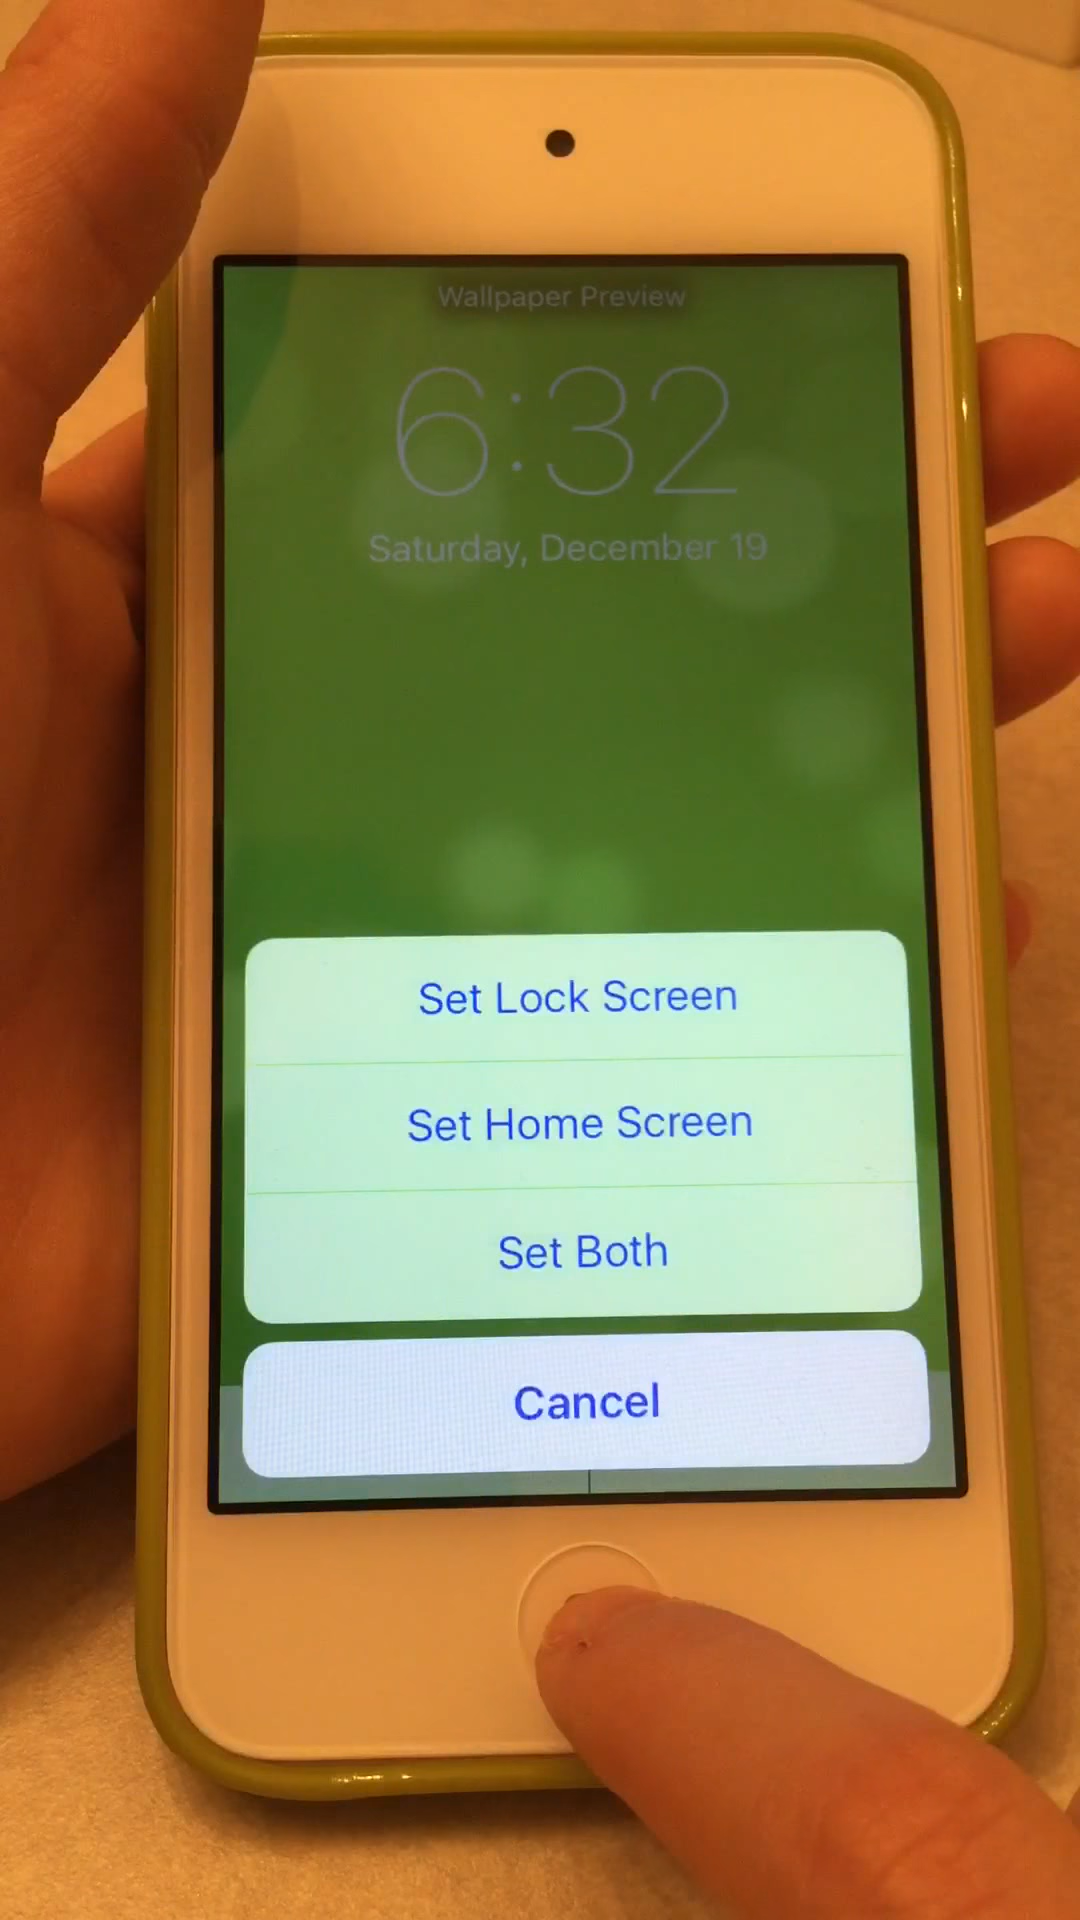 Wallpaper Preview
6:32
Saturday, December 19
Set Lock Screen
Set Home Screen
Set Both
Cancel